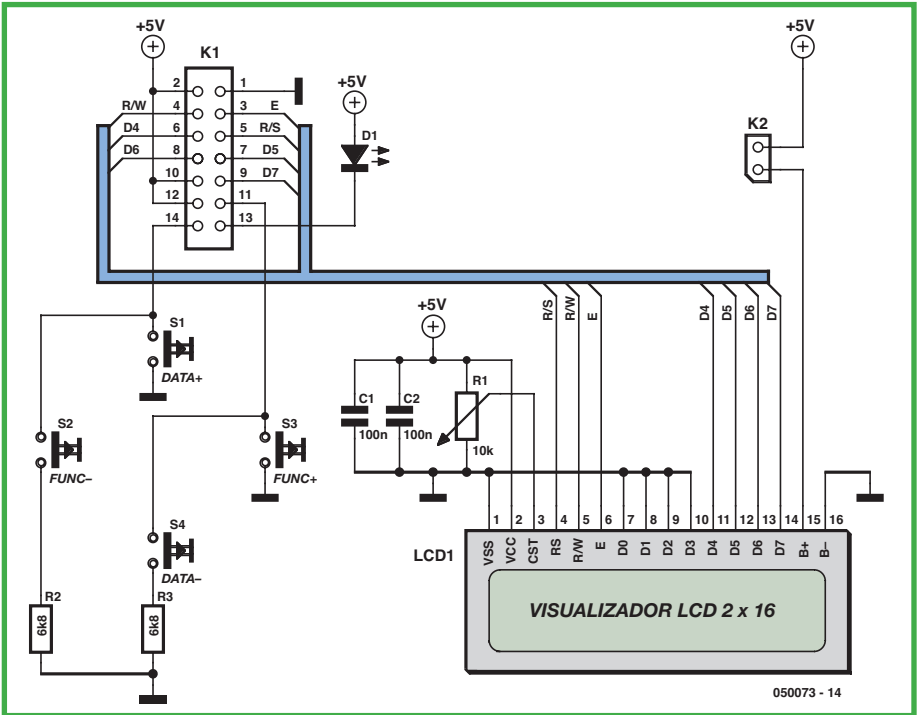 +5V
+5V
K1
+5V
2 1
R/W 4 3 E
D4 6 5 R/S
D6 8 7 D5
10 9 D7
12 11
14 13
D1
K2
R/S
R/W
E
D4
D5
D6
D7
+5V
S1
DATA+
S2
FUNC–
S3
FUNC+
S4
DATA–
C1
100n
C2
100n
R1
10k
R2
6k8
R3
6k8
1 2 3 4 5 6 7 8 9 10 11 12 13 14 15 16
LCD1
VSS
VCC
CST
RS
R/W
E
D0
D1
D2
D3
D4
D5
D6
D7
B+
B–
VISUALIZADOR LCD 2 x 16
050073 - 14